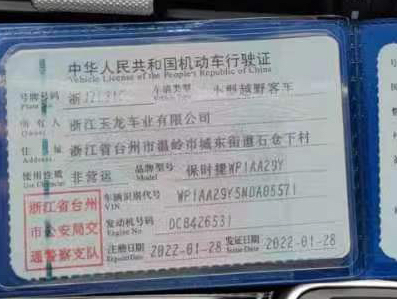 中华人民共和国机动车行驶证
Vehicle License of the People's Republic of China
号牌号码 浙J 车辆类型 小型越野客车
Plate
所有人 浙江玉龙车业有限公司
Owner
住址 浙江省台州市温岭市城东街道石仓下村
Address
使用性质 非营运 品牌型号 保时捷WP1AA29Y
Use Character Model
浙江省台州 车辆识别代号 WP1AA29Y5NDA05571
VIN
市公安局交 发动机号码 DCB426531
Engine No
通警察支队 注册日期 2022-01-28 发证日期 2022-01-28
Register Date Issue Date